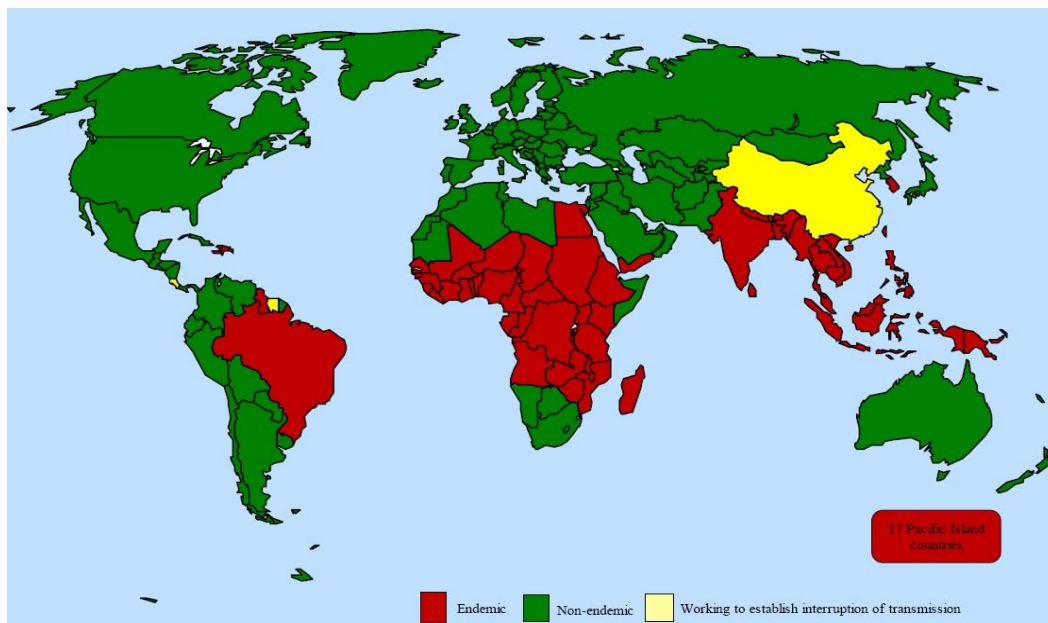 17 Pacific Island
countries
Endemic
Non-endemic
Working to establish interruption of transmission